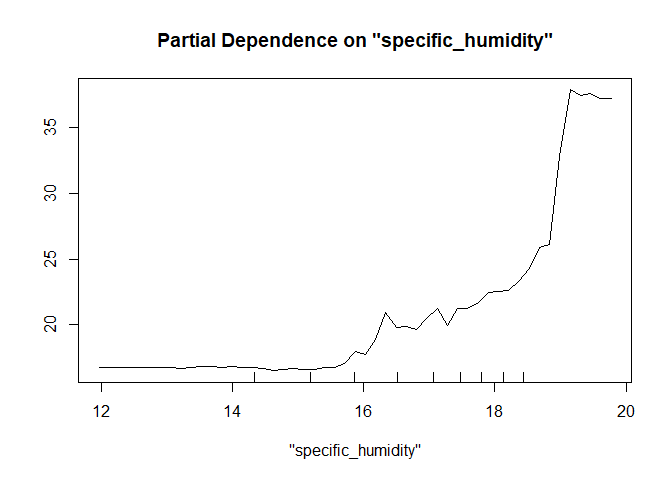 Partial Dependence on "specific_humidity"
35
30
25
20
12 14 16 18 20
"specific_humidity"